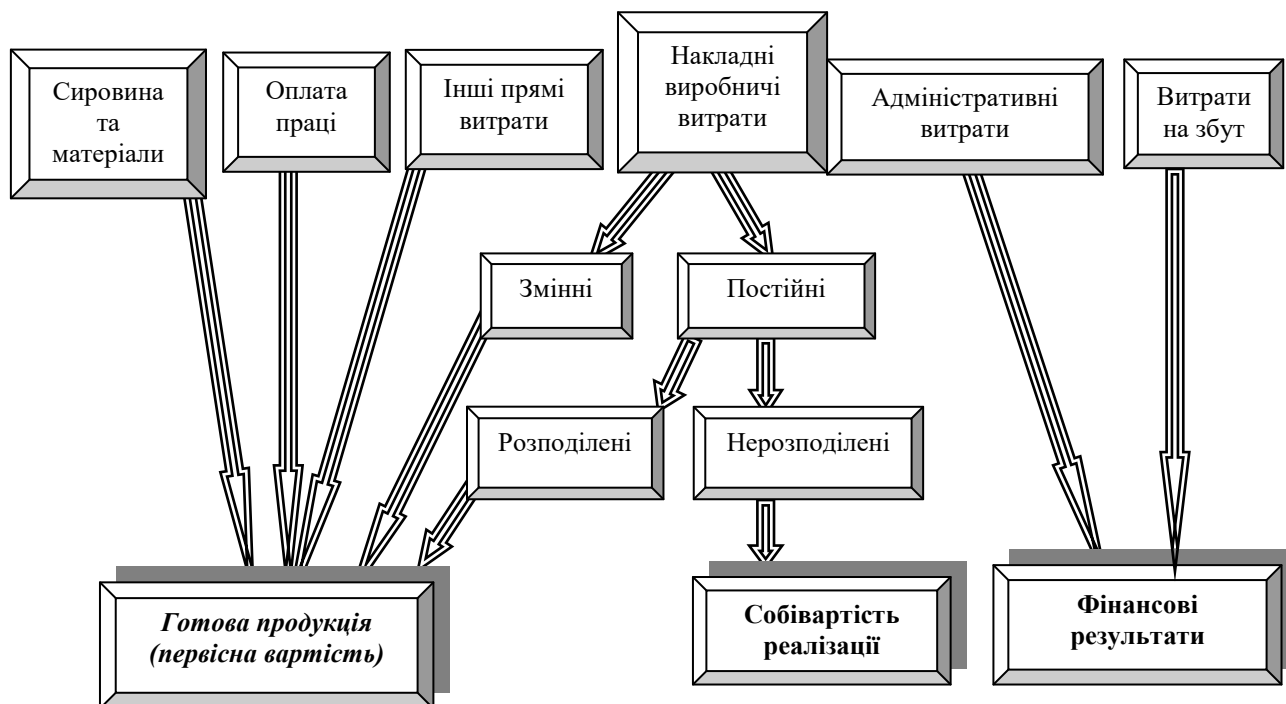 Сировина
та
матеріали
Оплата
праці
Інші прямі
витрати
Накладні
виробничі
витрати
Адміністративні
витрати
Витрати
на збут
Змінні
Постійні
Розподілені
Нерозподілені
Готова продукція
(первісна вартість)
Собівартість
реалізації
Фінансові
результати